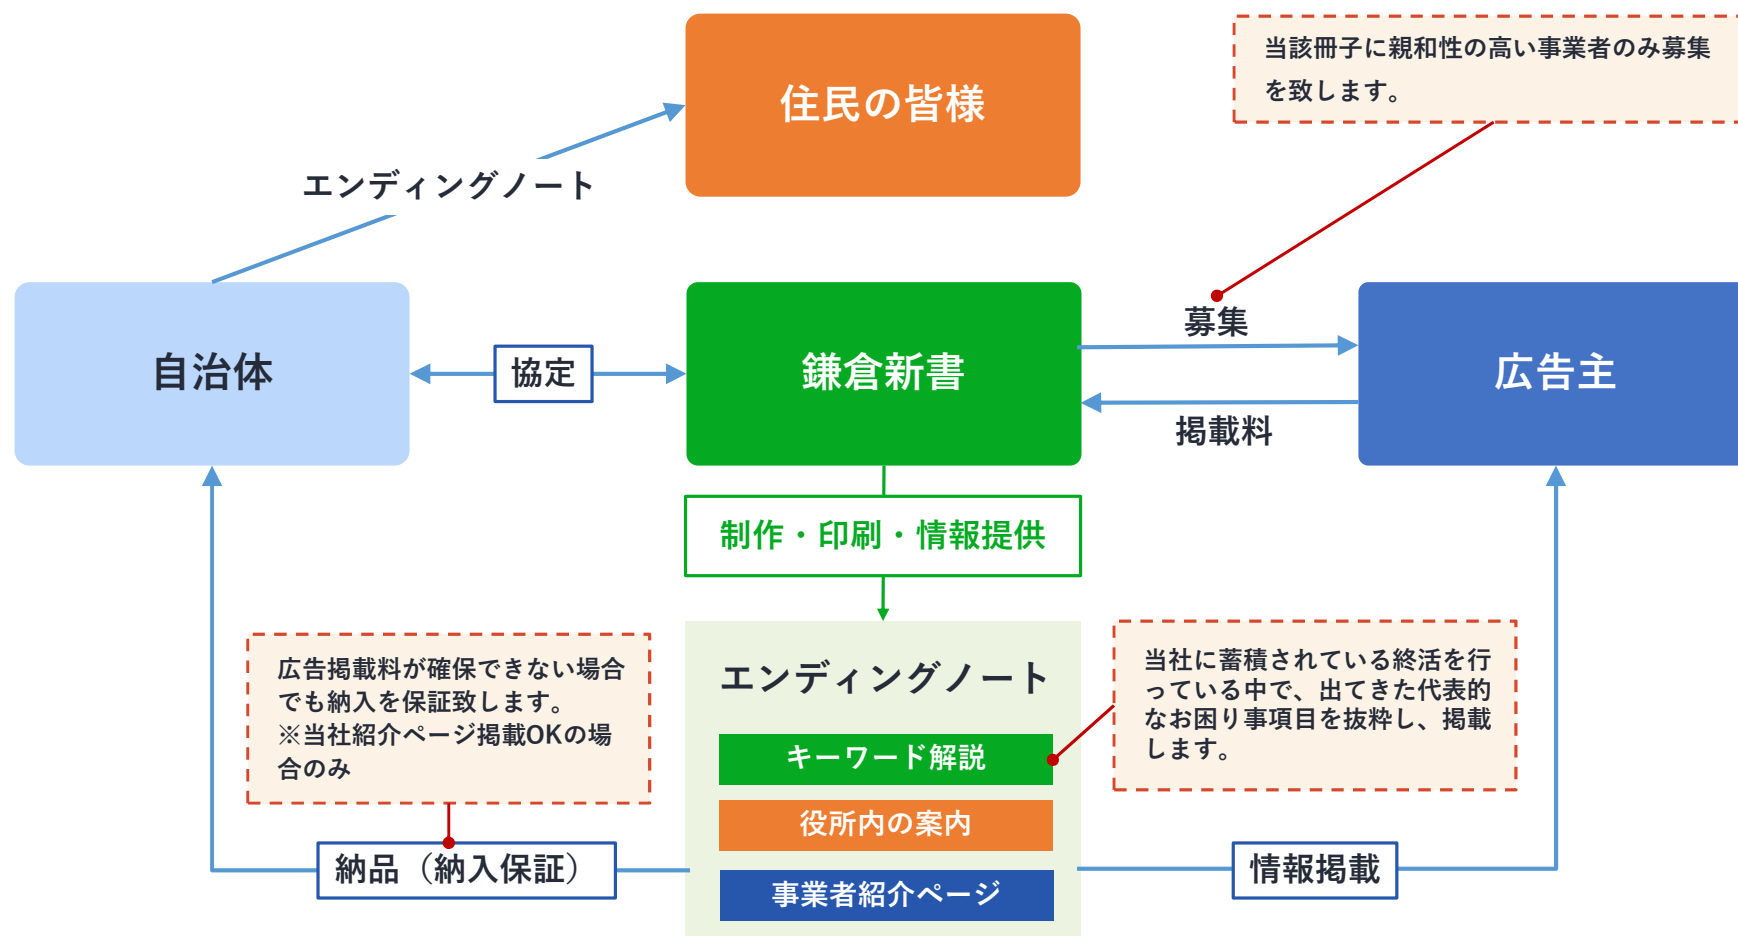 住民の皆様
当該冊子に親和性の高い事業者のみ募集
を致します。
エンディングノート
自治体
協定
鎌倉新書
募集
掲載料
広告主
制作・印刷・情報提供
広告掲載料が確保できない場合
でも納入を保証致します。
※当社紹介ページ掲載OKの場
合のみ
エンディングノート
当社に蓄積されている終活を行
っている中で、出てきた代表的
なお困り事項目を抜粋し、掲載
します。
キーワード解説
役所内の案内
事業者紹介ページ
納品（納入保証）
情報掲載